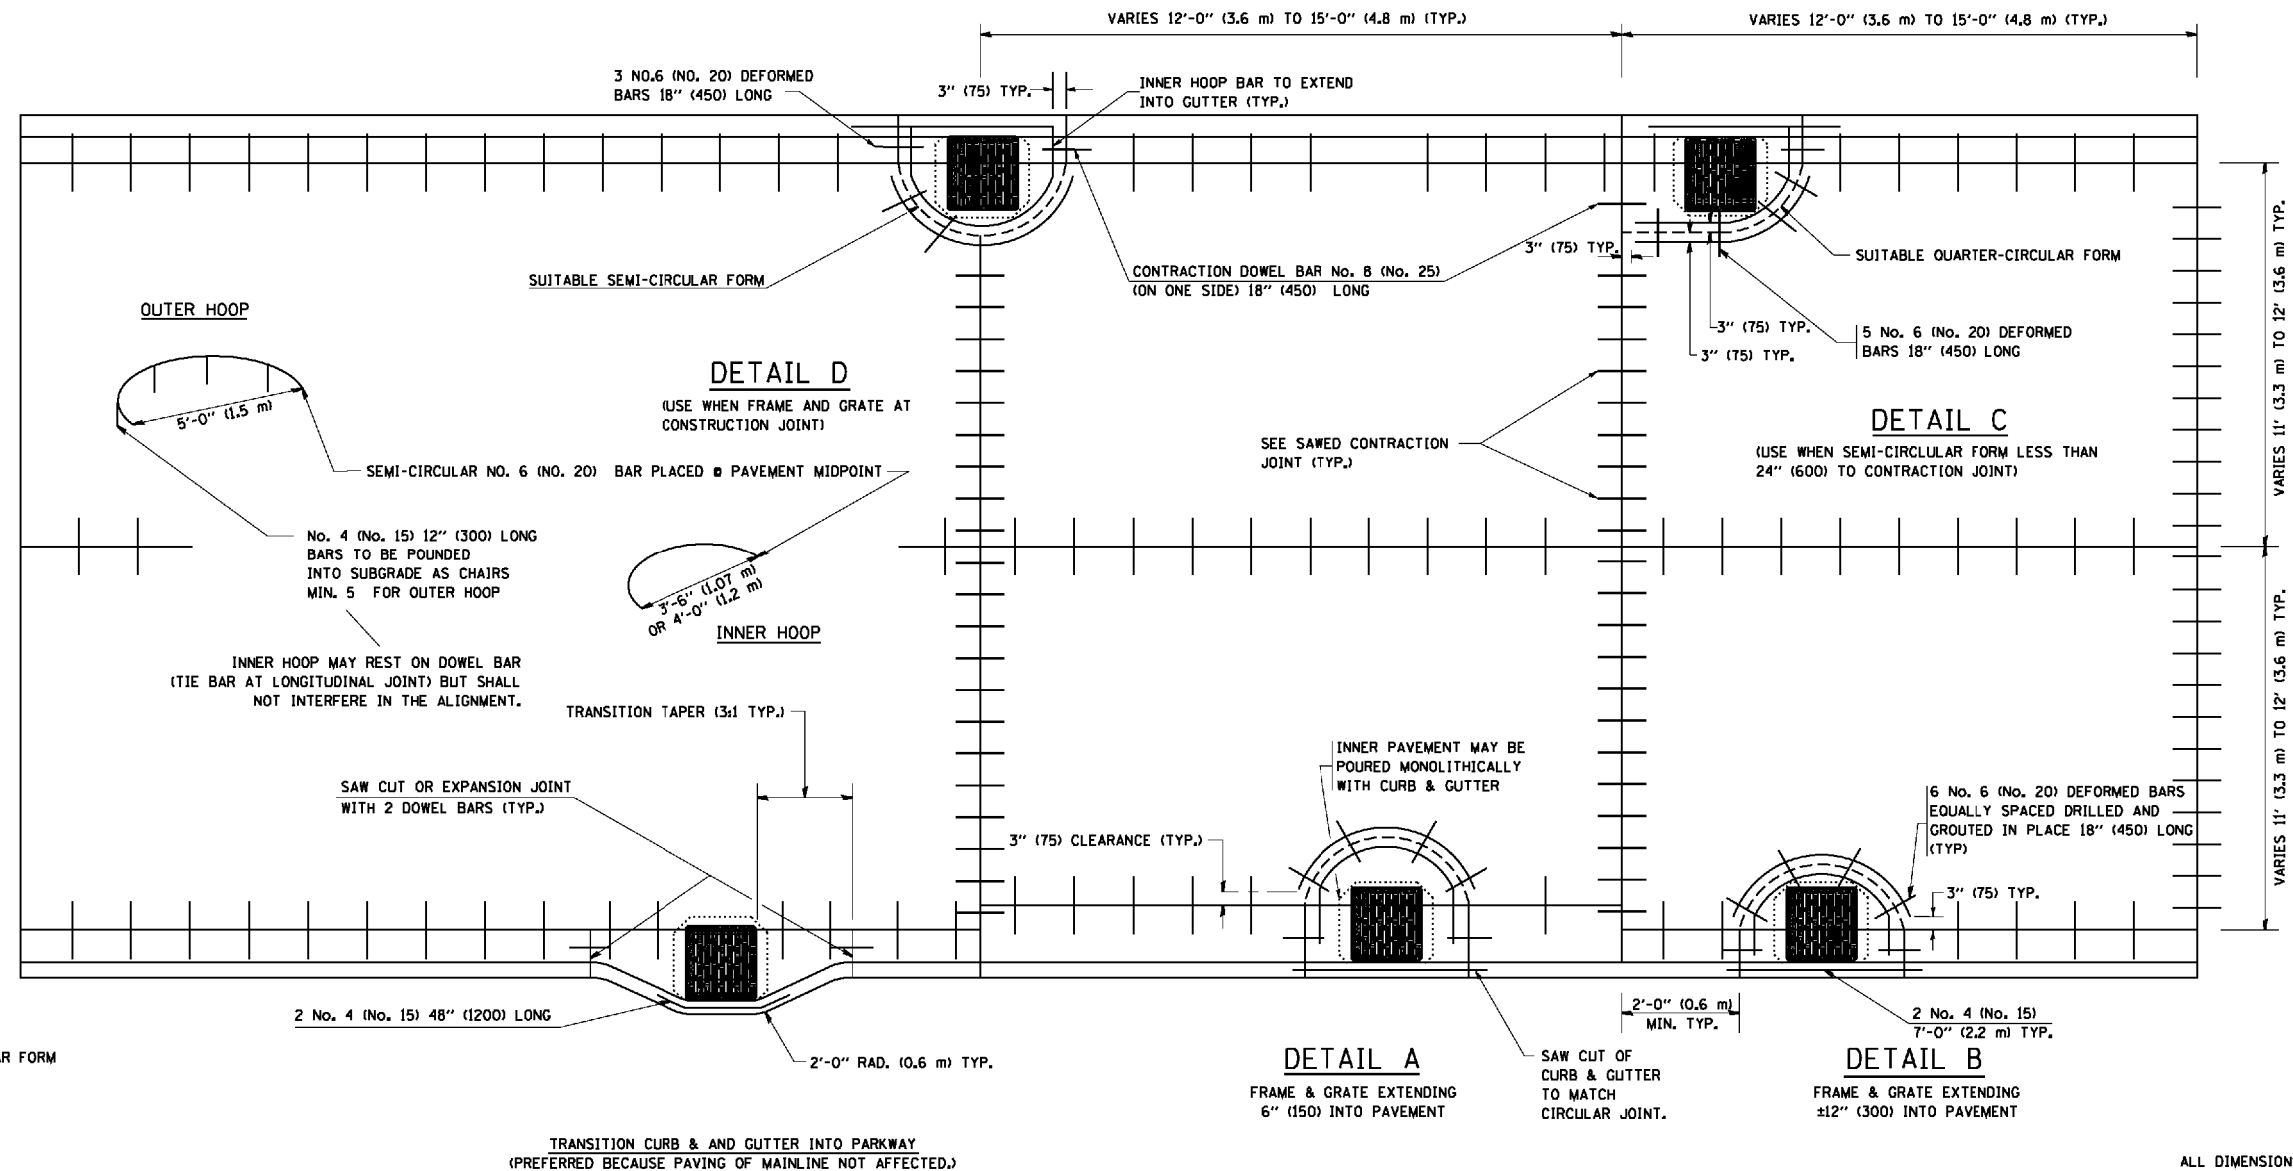 VARIES 12'-0" (3.6 m) TO 15'-0" (4.8 m) (TYP.)
VARIES 12'-0" (3.6 m) TO 15'-0" (4.8 m) (TYP.)
3 NO.6 (NO. 20) DEFORMED
BARS 18" (450) LONG
3" (75) TYP.
INNER HOOP BAR TO EXTEND
INTO GUTTER (TYP.)
SUITABLE SEMI-CIRCULAR FORM
CONTRACTION DOWEL BAR No. 8 (No. 25)
(ON ONE SIDE) 18" (450) LONG
3" (75) TYP.
SUITABLE QUARTER-CIRCULAR FORM
3" (75) TYP.
3" (75) TYP.
5 No. 6 (No. 20) DEFORMED
BARS 18" (450) LONG
VARIES 11' (3.3 m) TO 12' (3.6 m) TYP.
OUTER HOOP
5'-0" (1.5 m)
DETAIL D
(USE WHEN FRAME AND GRATE AT
CONSTRUCTION JOINT)
SEMI-CIRCULAR NO. 6 (NO. 20) BAR PLACED @ PAVEMENT MIDPOINT
SEE SAWED CONTRACTION
JOINT (TYP.)
DETAIL C
(USE WHEN SEMI-CIRCLULAR FORM LESS THAN
24" (600) TO CONTRACTION JOINT)
No. 4 (No. 15) 12" (300) LONG
BARS TO BE POUNDED
INTO SUBGRADE AS CHAIRS
MIN. 5 FOR OUTER HOOP
3'-6" (1.07 m)
OR 4'-0" (1.2 m)
INNER HOOP
INNER HOOP MAY REST ON DOWEL BAR
(TIE BAR AT LONGITUDINAL JOINT) BUT SHALL
NOT INTERFERE IN THE ALIGNMENT.
TRANSITION TAPER (3:1 TYP.)
SAW CUT OR EXPANSION JOINT
WITH 2 DOWEL BARS (TYP.)
INNER PAVEMENT MAY BE
POURED MONOLITHICALLY
WITH CURB & GUTTER
3" (75) CLEARANCE (TYP.)
6 No. 6 (No. 20) DEFORMED BARS
EQUALLY SPACED DRILLED AND
GROUTED IN PLACE 18" (450) LONG
(TYP)
3" (75) TYP.
VARIES 11' (3.3 m) TO 12' (3.6 m) TYP.
2 No. 4 (No. 15) 48" (1200) LONG
2'-0" RAD. (0.6 m) TYP.
2'-0" (0.6 m)
MIN. TYP.
2 No. 4 (No. 15)
7'-0" (2.2 m) TYP.
AR FORM
DETAIL A
FRAME & GRATE EXTENDING
6" (150) INTO PAVEMENT
SAW CUT OF
CURB & GUTTER
TO MATCH
CIRCULAR JOINT.
DETAIL B
FRAME & GRATE EXTENDING
±12" (300) INTO PAVEMENT
TRANSITION CURB & AND GUTTER INTO PARKWAY
(PREFERRED BECAUSE PAVING OF MAINLINE NOT AFFECTED.)
ALL DIMENSION